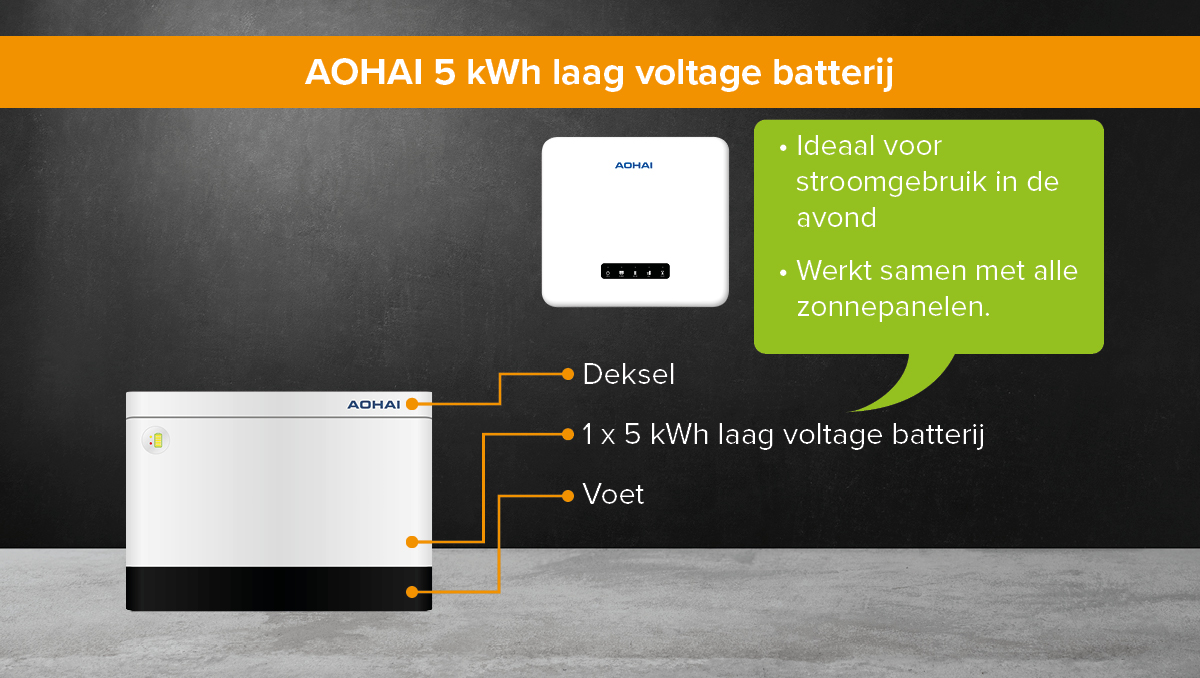 AOHAI 5 kWh laag voltage batterij
AOHAI
• Ideaal voor
stroomgebruik in de
avond
• Werkt samen met alle
zonnepanelen.
Deksel
AOHAI
1 x 5 kWh laag voltage batterij
Voet